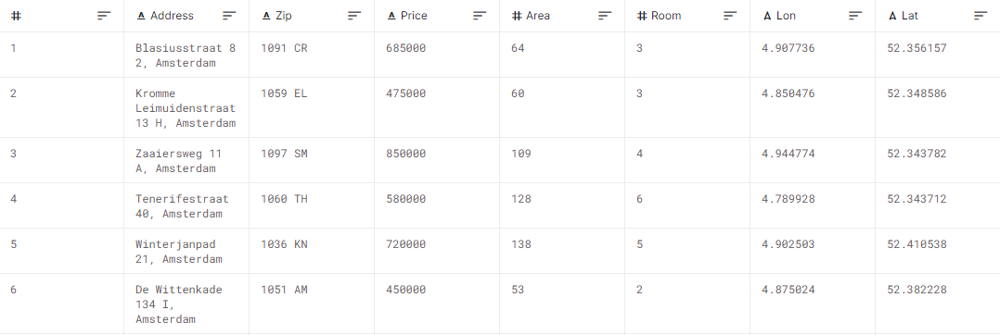 # Address Zip Price Area Room Lon Lat
1 Blasiusstraat 8 1091 CR 685000 64 3 4.907736 52.356157
2, Amsterdam
2 Kromme 1059 EL 475000 60 3 4.850476 52.348586
Leimuidenstraat
13 H, Amsterdam
3 Zaaiersweg 11 1097 SM 850000 109 4 4.944774 52.343782
A, Amsterdam
4 Tenerifestraat 1060 TH 580000 128 6 4.789928 52.343712
40, Amsterdam
5 Winterjanpad 1036 KN 720000 138 5 4.902503 52.410538
21, Amsterdam
6 De Wittenkade 1051 AM 450000 53 2 4.875024 52.382228
134 I,
Amsterdam